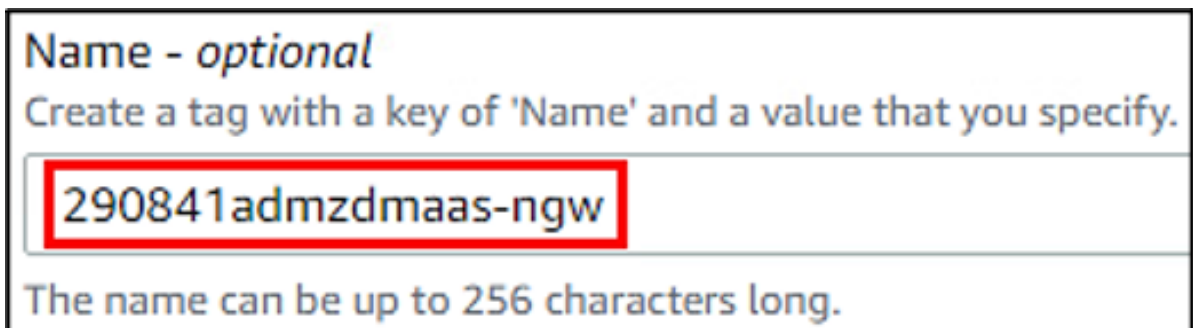 Name - optional
Create a tag with a key of 'Name' and a value that you specify.
290841admzdmaas-ngw
The name can be up to 256 characters long.